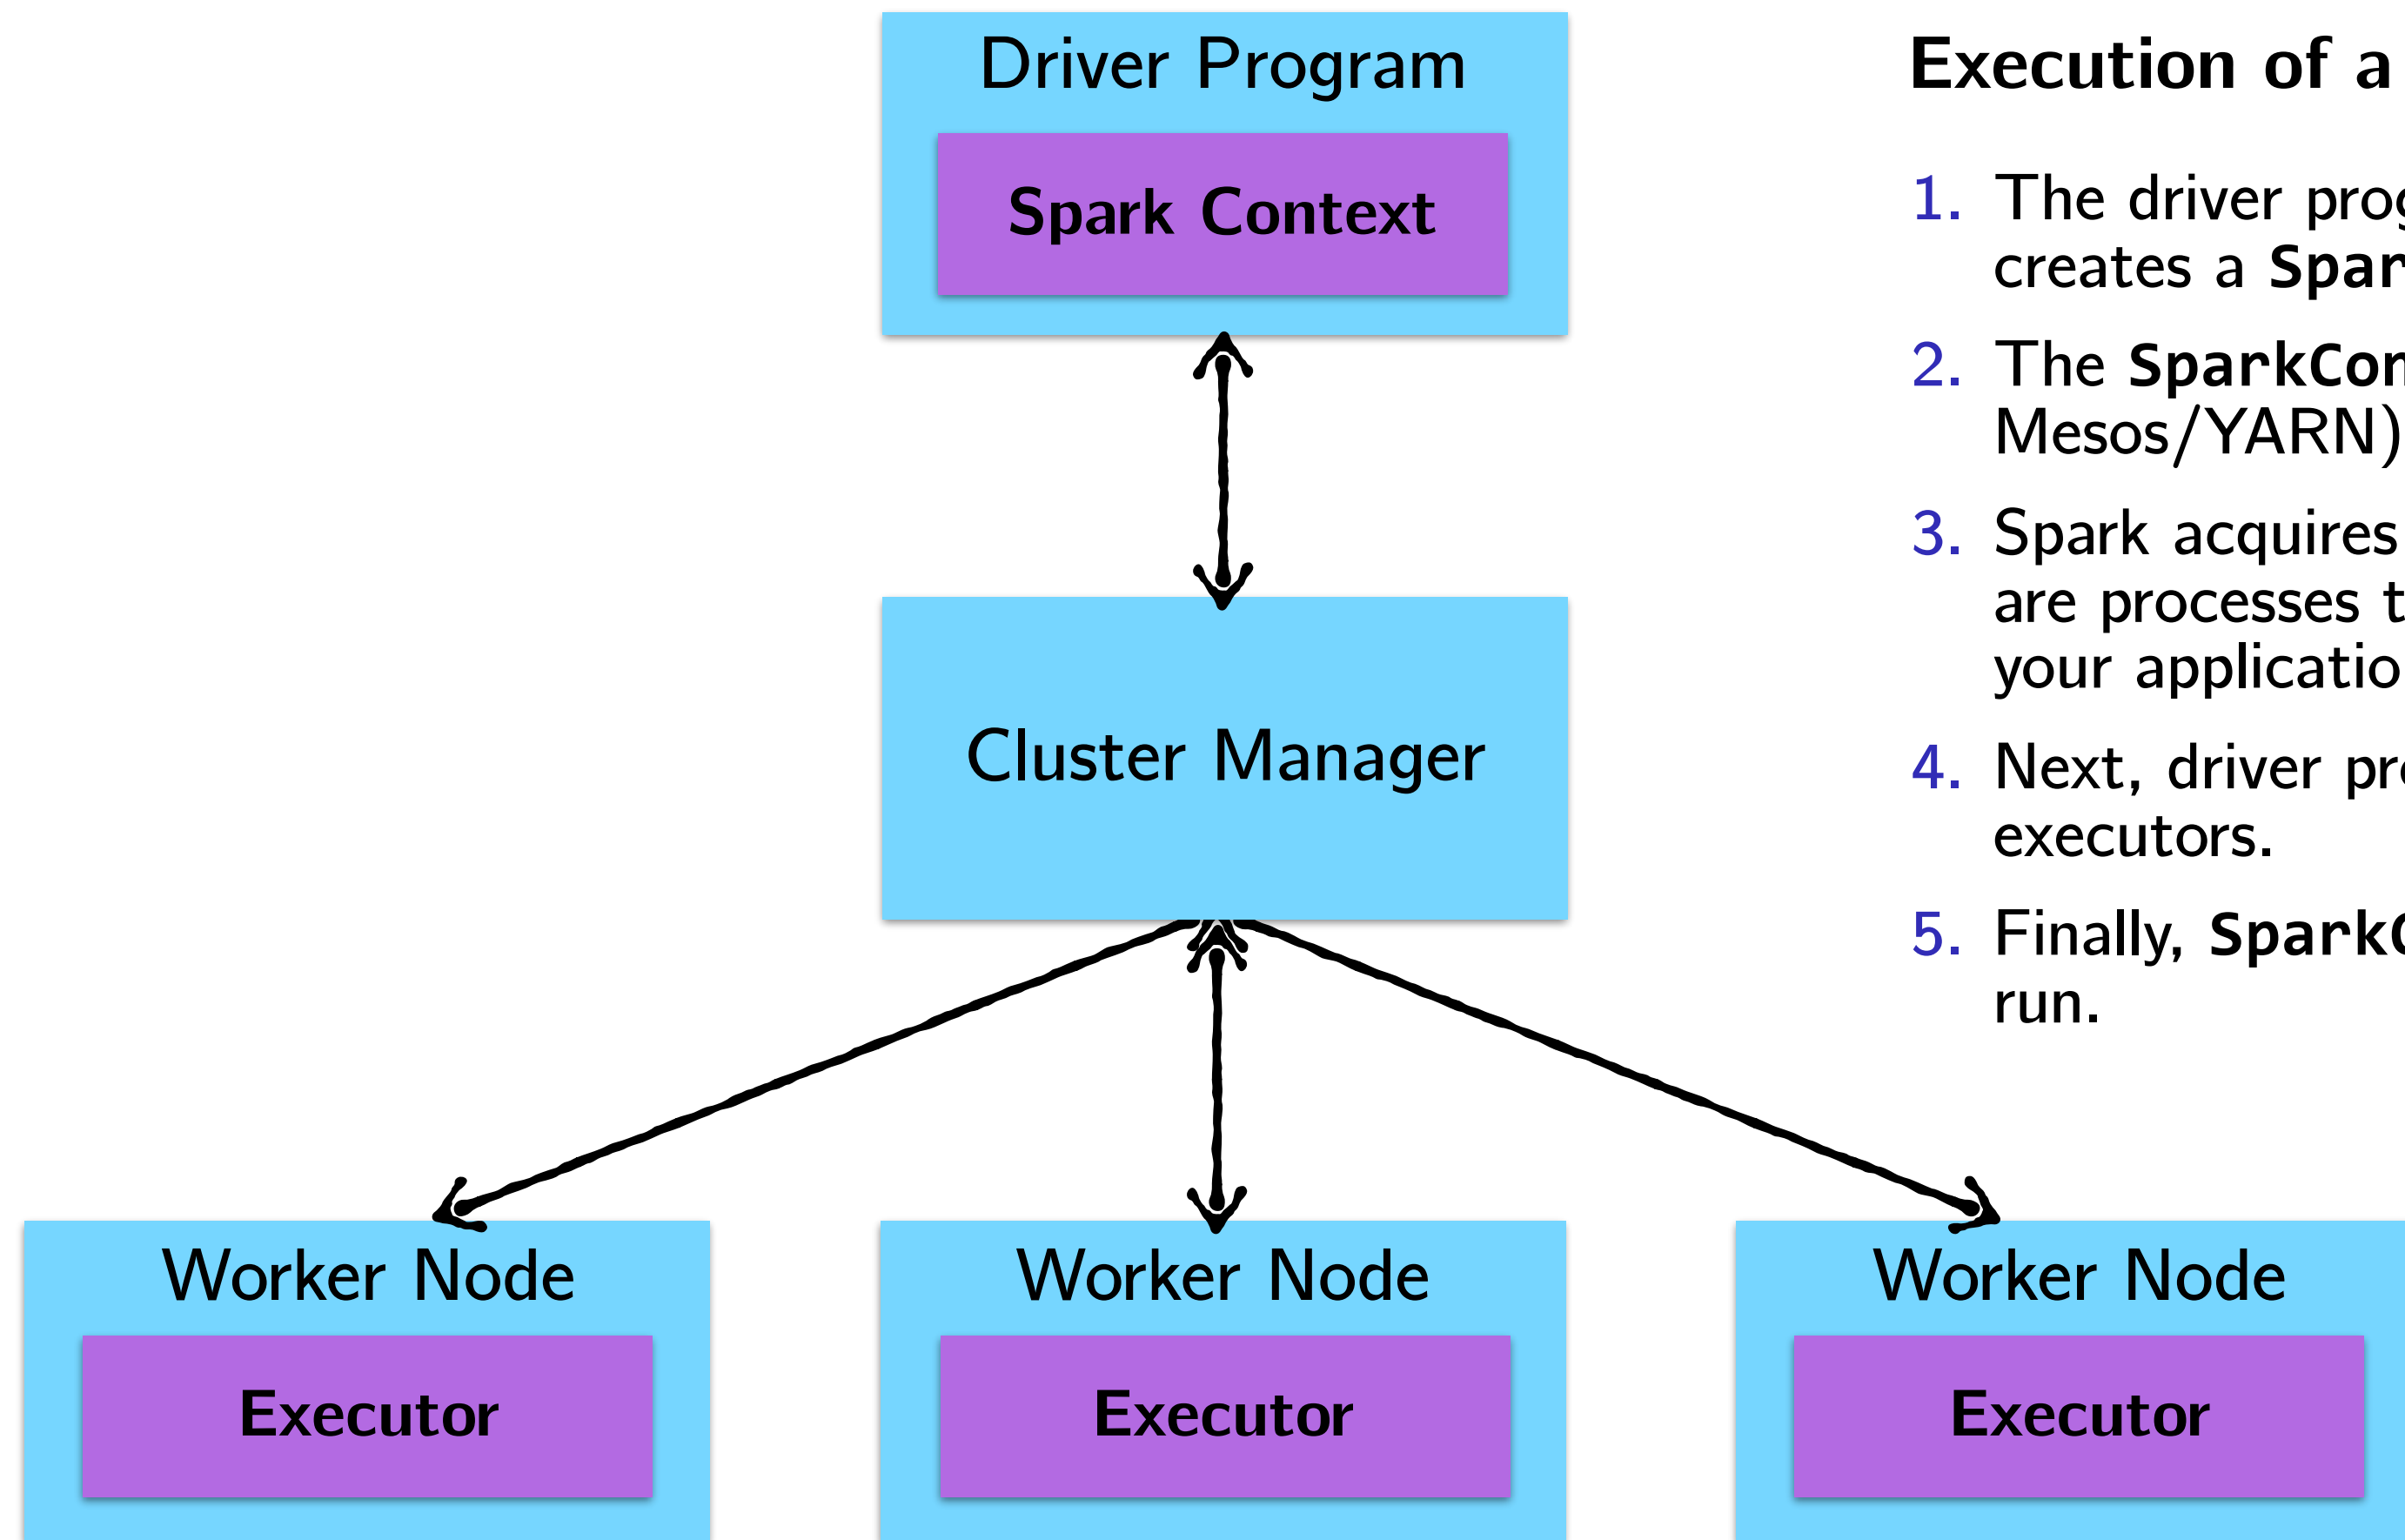 Driver Program
Spark Context
Cluster Manager
Worker Node
Executor
Worker Node
Executor
Worker Node
Executor
Execution of a
1. The driver
creates a
2. The
Mesos/YARN)
3. Spark acquires
are processes
your
4. Next, driver
executors.
5. Finally,
run.